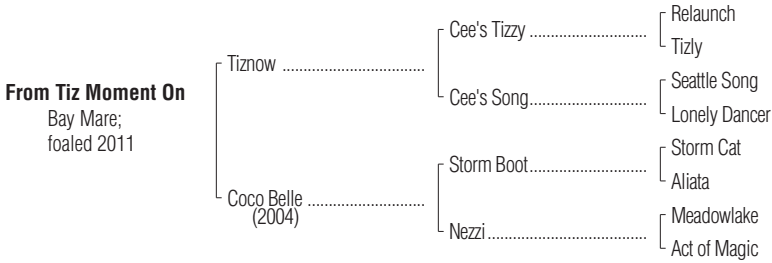 From Tiz Moment On
Bay Mare;
foaled 2011
Tiznow
Coco Belle
(2004)
Cee's Tizzy
Cee's Song
Storm Boot
Nezzi
Relaunch
Tizly
Seattle Song
Lonely Dancer
Storm Cat
Aliata
Meadowlake
Act of Magic